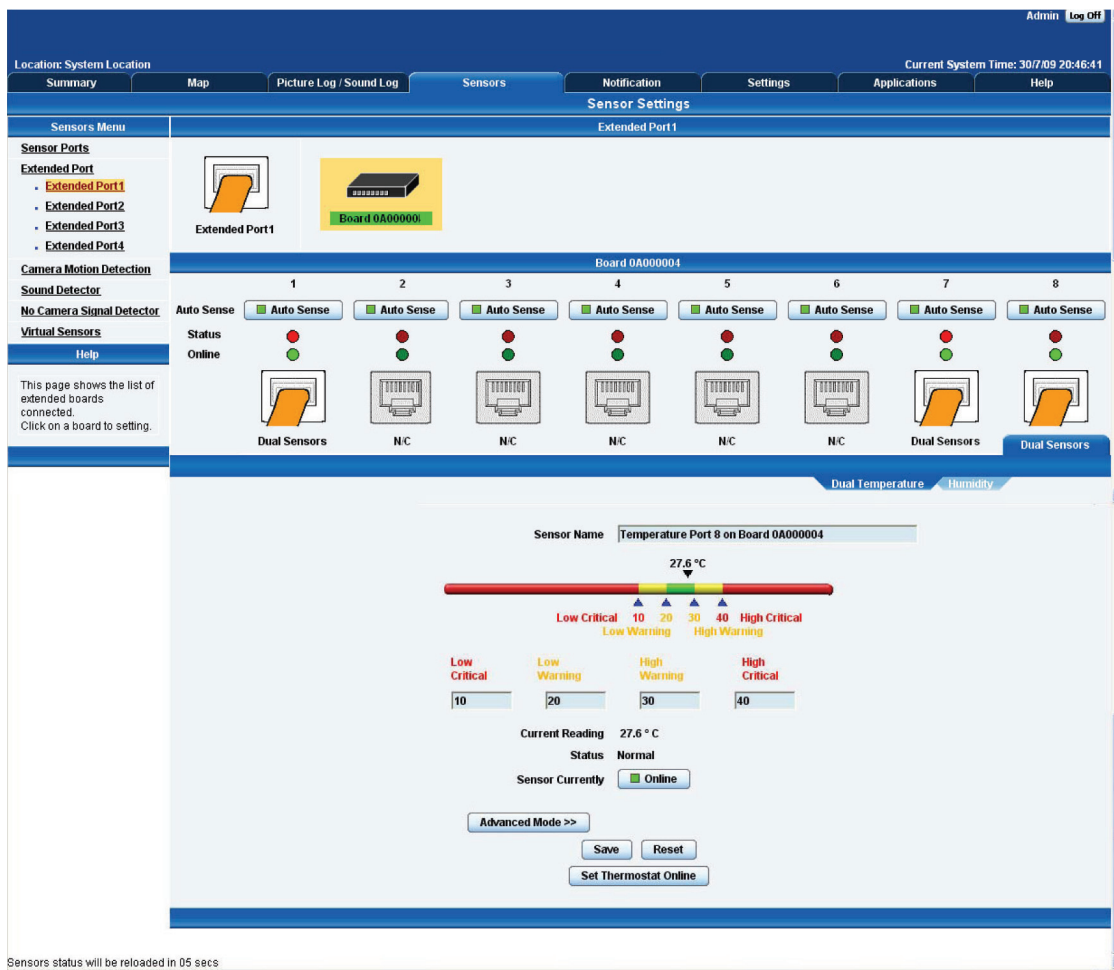 Admin Log Off
Location: System Location Current System Time: 30/7/09 20:46:41
Summary Map Picture Log / Sound Log Sensors Notification Settings Applications Help
Sensor Settings
Sensors Menu
Sensor Ports
Extended Port
Extended Port1
Extended Port2
Extended Port3
Extended Port4
Camera Motion Detection
Sound Detector
No Camera Signal Detector
Virtual Sensors
Help
This page shows the list of
extended boards
connected.
Click on a board to setting.
Extended Port1
Extended Port1
Board 0A00000
Board 0A000004
1 2 3 4 5 6 7 8
Auto Sense Auto Sense Auto Sense Auto Sense Auto Sense Auto Sense Auto Sense Auto Sense Auto Sense
Status
Online
Dual Sensors N/C N/C N/C N/C N/C Dual Sensors Dual Sensors
Dual Temperature Humidity
Sensor Name Temperature Port 8 on Board 0A000004
27.6 °C
Low Critical 10 20 30 40 High Critical
Low Warning High Warning
Low Low High High
Critical Warning Warning Critical
10 20 30 40
Current Reading 27.6 ° C
Status Normal
Sensor Currently Online
Advanced Mode >>
Save Reset
Set Thermostat Online
Sensors status will be reloaded in 05 secs